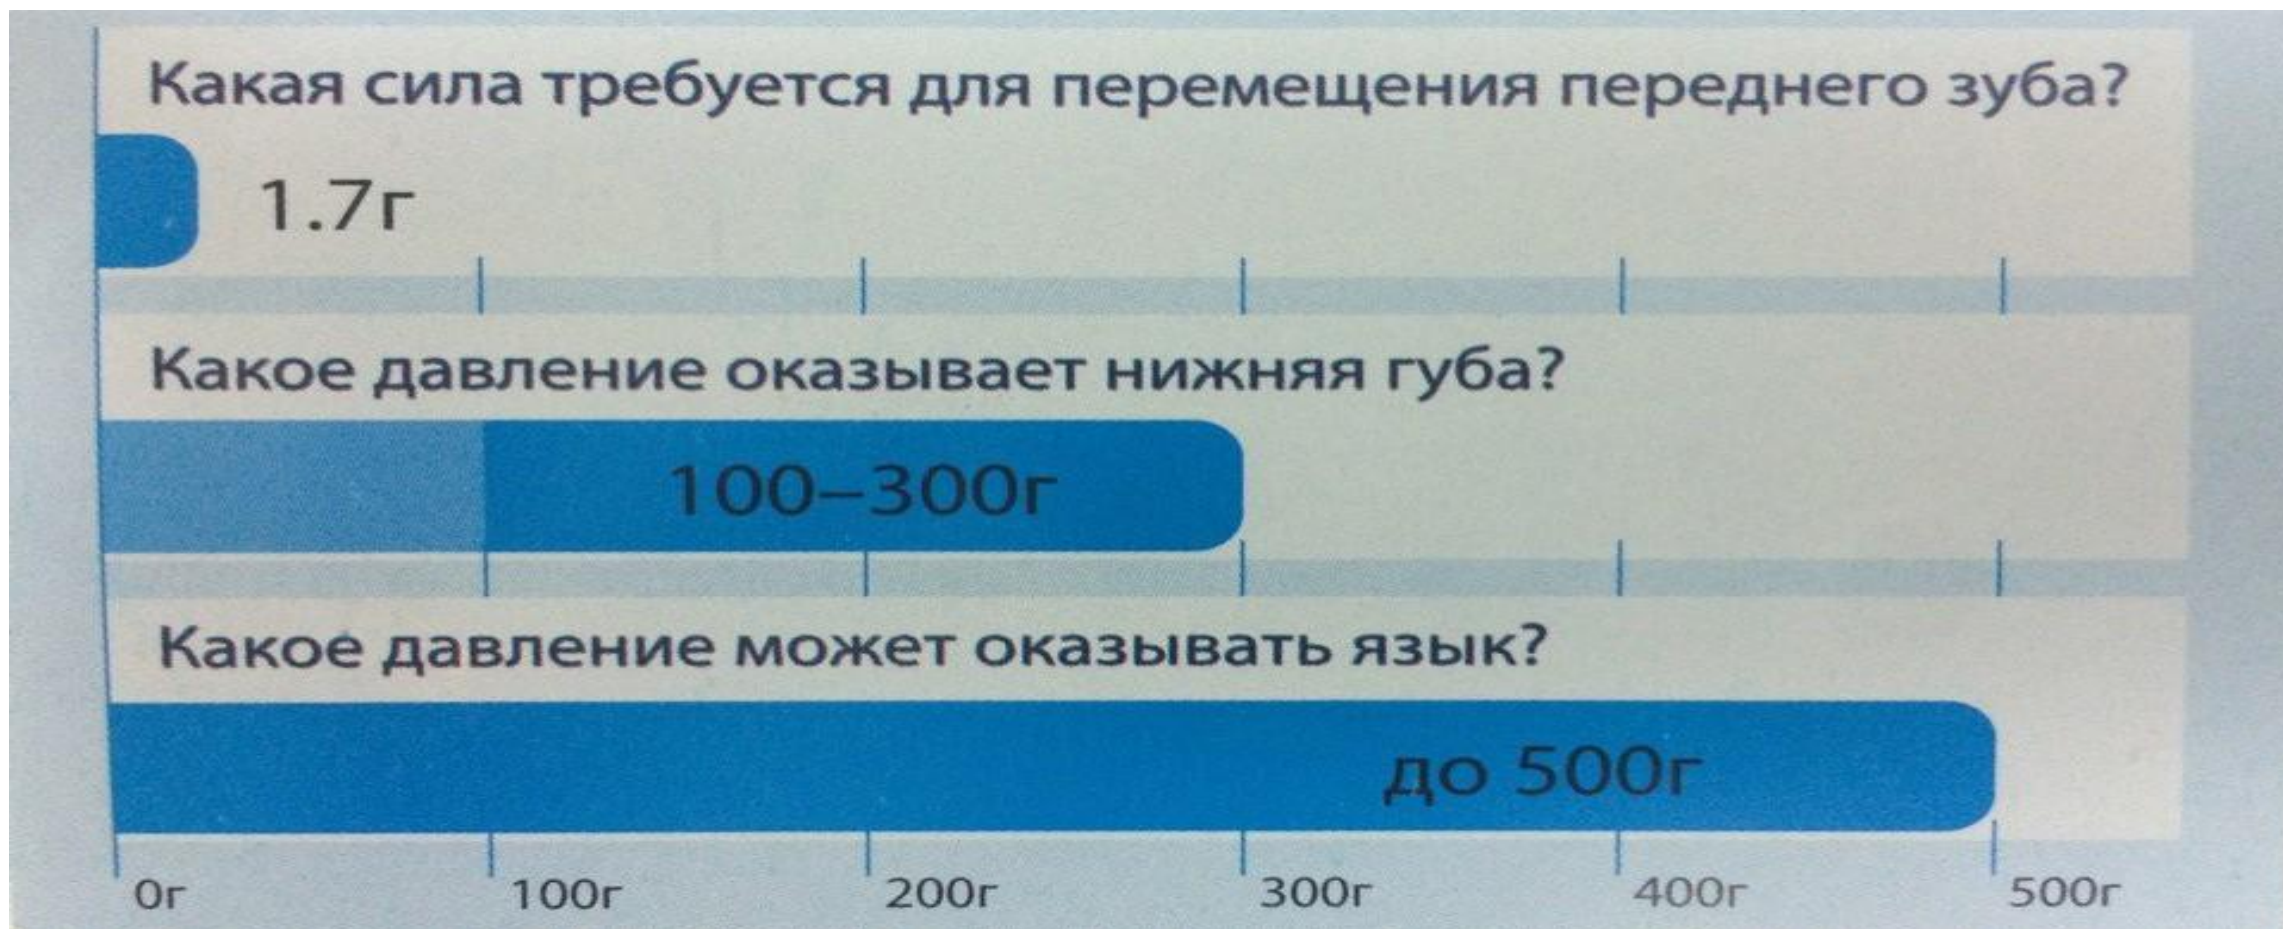 Какая сила требуется для перемещения переднего зуба?
1.7г
Какое давление оказывает нижняя губа?
100–300г
Какое давление может оказывать язык?
до 500г
0г 100г 200г 300г 400г 500г